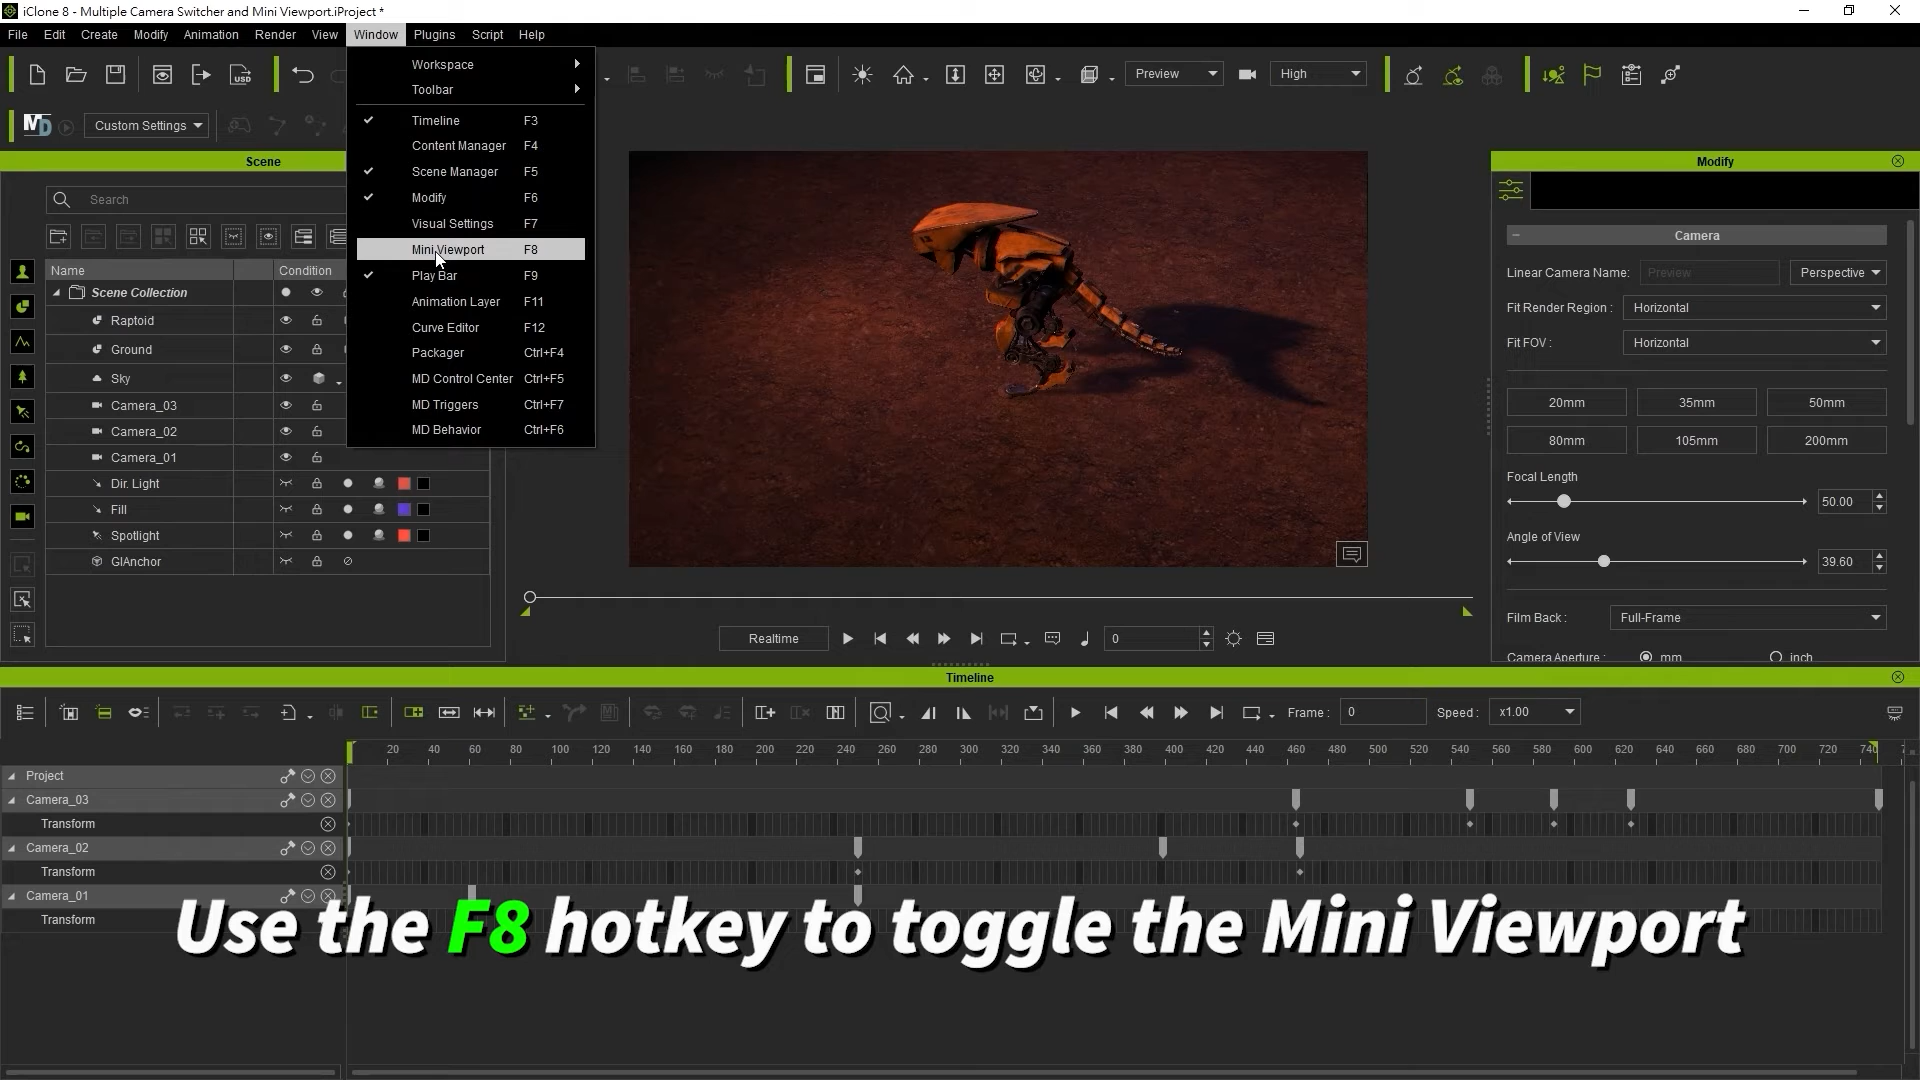 iClone 8 - Multiple Camera Switcher and Mini Viewport.iProject *
File Edit Create Modify Animation Render View Window Plugins Script Help
Preview High
USD
MD Custom Settings
Workspace
Toolbar
Timeline F3
Content Manager F4
Scene Manager F5
Modify F6
Visual Settings F7
Mini Viewport F8
Play Bar F9
Animation Layer F11
Curve Editor F12
Packager Ctrl+F4
MD Control Center Ctrl+F5
MD Triggers Ctrl+F7
MD Behavior Ctrl+F6
Scene
Search
Name Condition
Scene Collection
Raptoid
Ground
Sky
Camera_03
Camera_02
Camera_01
Dir. Light
Fill
Spotlight
GIAnchor
Realtime 0
Modify
Camera
Linear Camera Name: Preview Perspective
Fit Render Region : Horizontal
Fit FOV : Horizontal
20mm 35mm 50mm
80mm 105mm 200mm
Focal Length
50.00
Angle of View
39.60
Film Back : Full-Frame
Camera Aperture : mm inch
Timeline
Frame : 0 Speed : x1.00
20 40 60 80 100 120 140 160 180 200 220 240 260 280 300 320 340 360 380 400 420 440 460 480 500 520 540 560 580 600 620 640 660 680 700 720 740
Project
Camera_03
Transform
Camera_02
Transform
Camera_01
Transform
Use the F8 hotkey to toggle the Mini Viewport